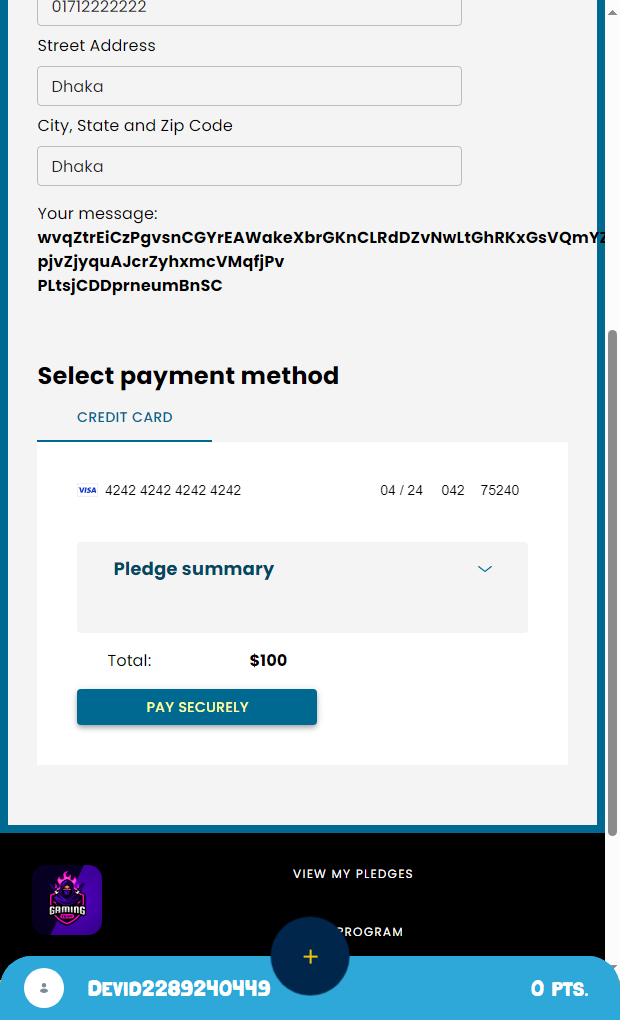 01712222222
Street Address
Dhaka
City, State and Zip Code
Dhaka
Your message:
wvqZtrEiCzPgvsnCGYrEAWakeXbrGKnCLRdDZvNwLtGhRKxGsVQmYZ
pjvZjyquAJcrZyhxmcVMqfjPv
PLtsjCDDprneumBnSC
Select payment method
CREDIT CARD
VISA 4242 4242 4242 4242 04 / 24 042 75240
Pledge summary
Total: $100
PAY SECURELY
GAMING
VIEW MY PLEDGES
PROGRAM
+
Devid2289240449 0 PTS.